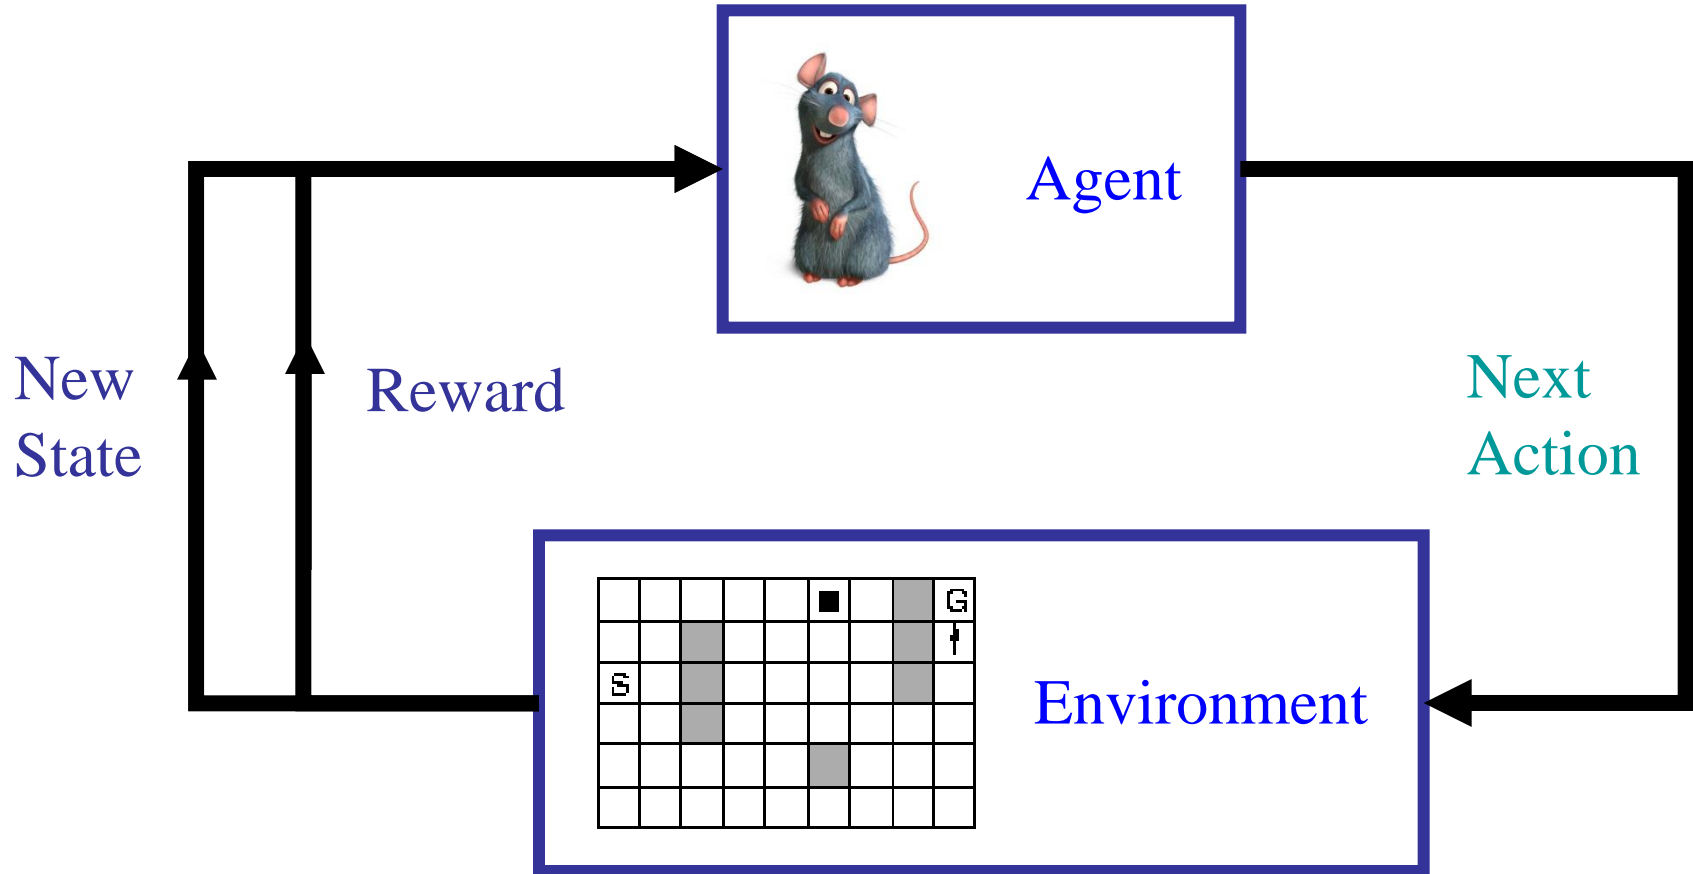 Agent
New
State
Reward
Next
Action
G
S
Environment